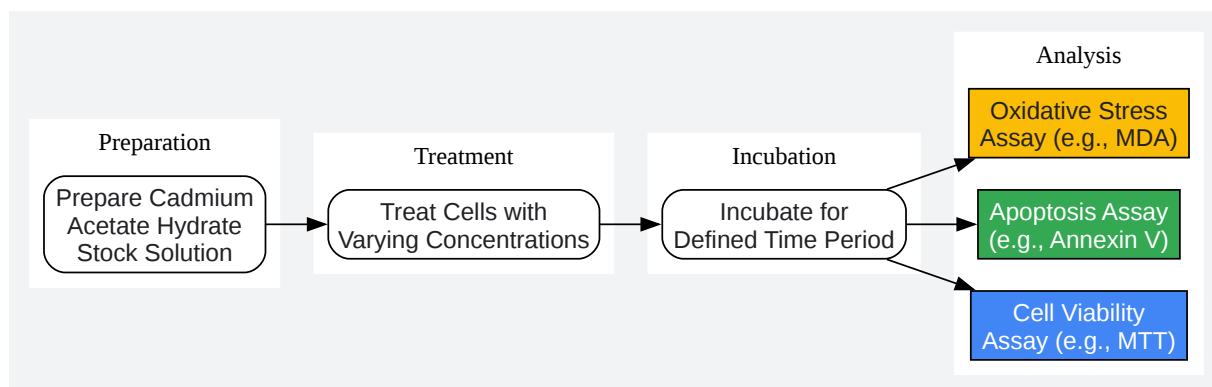 Preparation
Prepare Cadmium
Acetate Hydrate
Stock Solution
Treatment
Treat Cells with
Varying Concentrations
Incubation
Incubate for
Defined Time Period
Analysis
Oxidative Stress
Assay (e.g., MDA)
Apoptosis Assay
(e.g., Annexin V)
Cell Viability
Assay (e.g., MTT)